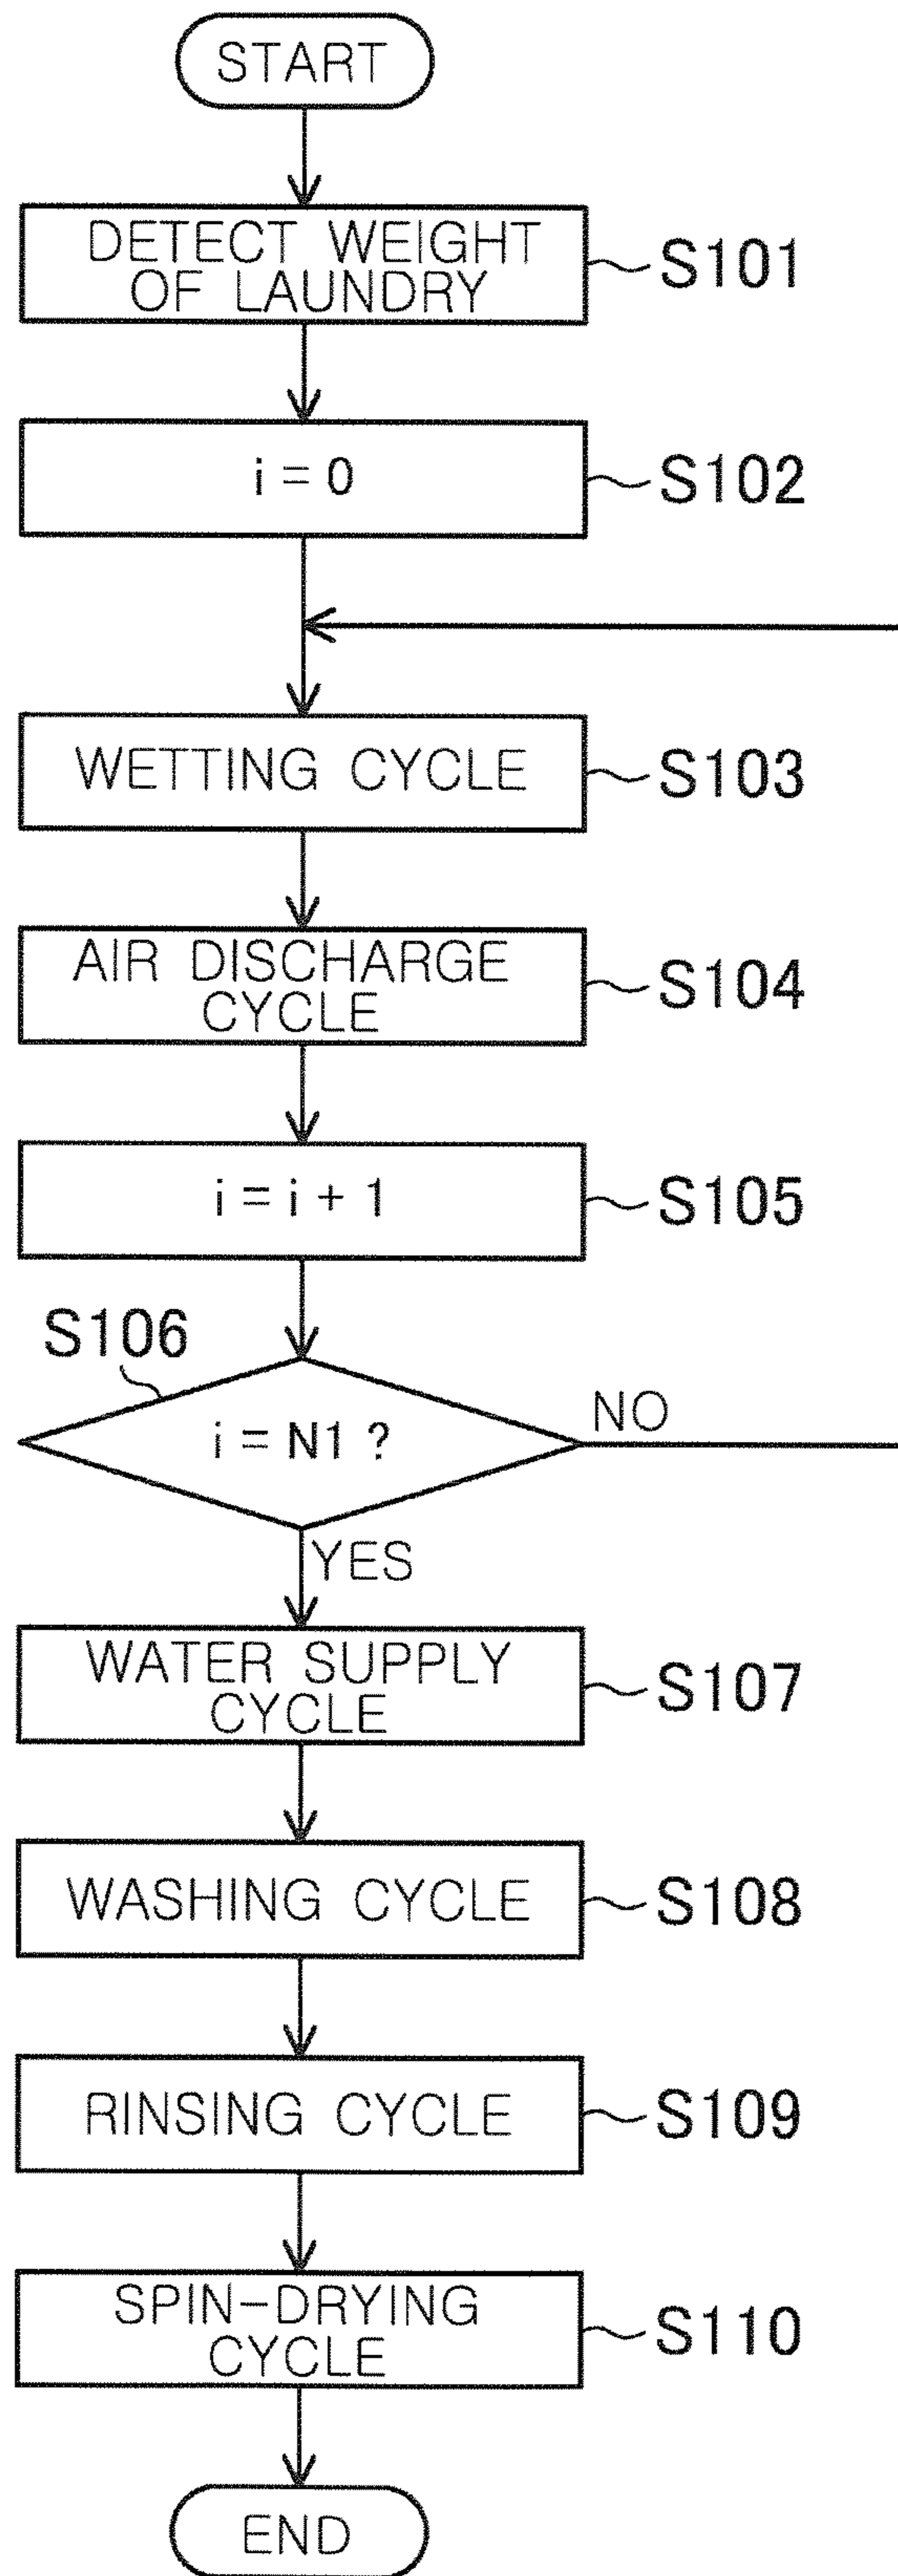 START
DETECT WEIGHT
OF LAUNDRY
S101
i = 0
S102
WETTING CYCLE
S103
AIR DISCHARGE
CYCLE
S104
i = i + 1
S105
S106
i = N1 ?
NO
YES
WATER SUPPLY
CYCLE
S107
WASHING CYCLE
S108
RINSING CYCLE
S109
SPIN-DRYING
CYCLE
S110
END